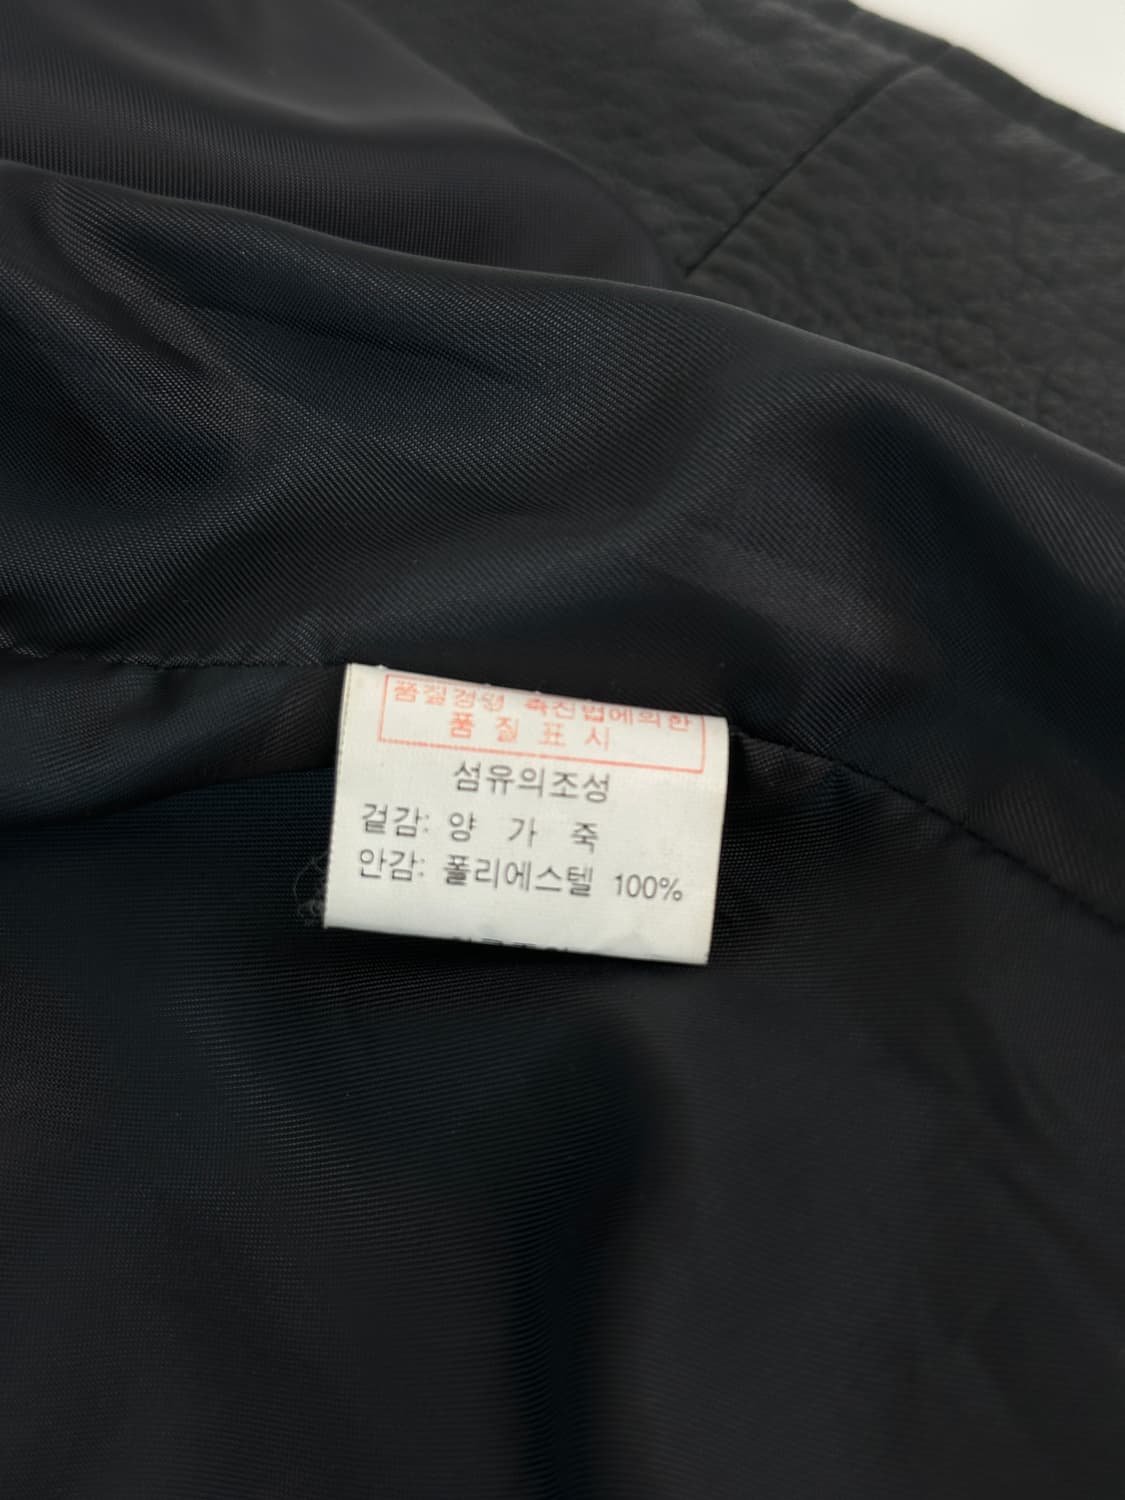 품질경영 촉진법에의한
품 질 표 시
섬유의조성
겉감: 양 가 죽
안감: 폴리에스텔 100%